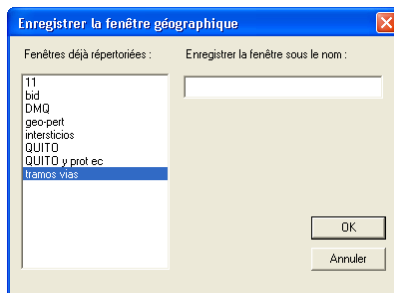 Enregistrer la fenêtre géographique
Fenêtres déjà répertoriées :
Enregistrer la fenêtre sous le nom :
11
bid
DMQ
geo-pert
intersticios
QUITO
QUITO y prot ec
tramos vias
OK
Annuler